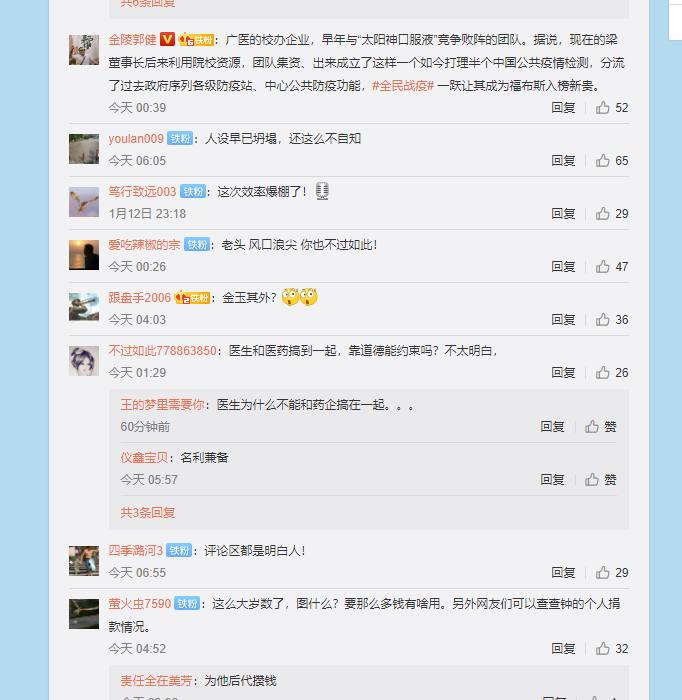 共6条回复
金陵郭健 铁粉：广医的校办企业，早年与“太阳神口服液”竞争败阵的团队。据说，现在的梁
董事长后来利用院校资源，团队集资、出来成立了这样一个如今打理半个中国公共疫情检测，分流
了过去政府序列各级防疫站、中心公共防疫功能，#全民战疫# 一跃让其成为福布斯入榜新贵。
今天 00:39 回复 52
youlan009 铁粉：人设早已坍塌，还这么不自知
今天 06:05 回复 65
笃行致远003 铁粉：这次效率爆棚了！
1月12日 23:18 回复 29
爱吃辣椒的宗 铁粉：老头 风口浪尖 你也不过如此！
今天 00:26 回复 47
跟盘手2006 铁粉：金玉其外？
今天 04:03 回复 36
不过如此778863850：医生和医药搞到一起，靠道德能约束吗？不太明白，
今天 01:29 回复 26
王的梦里需要你：医生为什么不能和药企搞在一起。。。
60分钟前 回复 赞
仪鑫宝贝：名利兼备
今天 05:57 回复 赞
共3条回复
四季潞河3 铁粉：评论区都是明白人！
今天 06:55 回复 29
萤火虫7590 铁粉：这么大岁数了，图什么？要那么多钱有啥用。另外网友们可以查查钟的个人捐
款情况。
今天 04:52 回复 32
责任全在美芳：为他后代攒钱